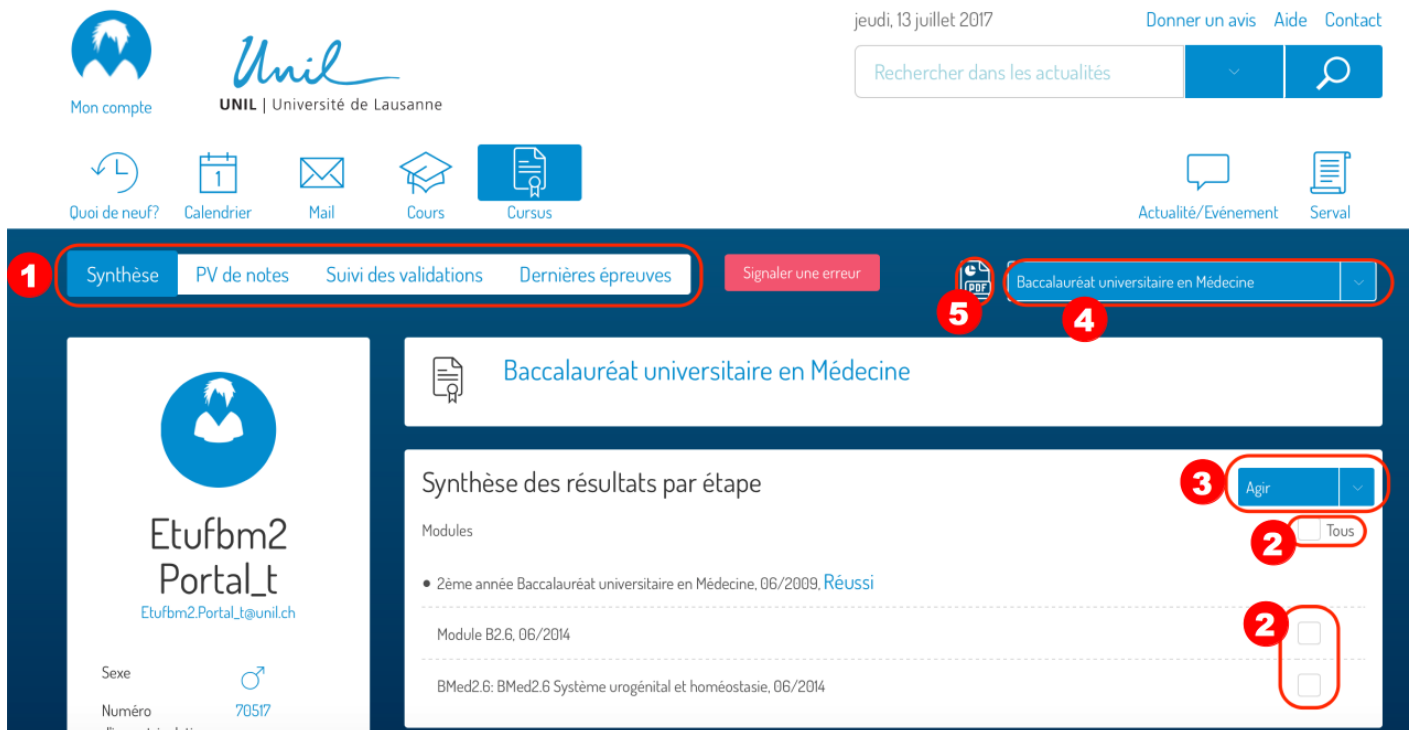 jeudi, 13 juillet 2017
Donner un avis Aide Contact
Unil
UNIL | Université de Lausanne
Rechercher dans les actualités
Mon compte
1
Quoi de neuf? Calendrier Mail Cours Cursus
Actualité/Evénement Serval
1 Synthèse PV de notes Suivi des validations Dernières épreuves
Signaler une erreur
PDF
5
Baccalauréat universitaire en Médecine
4
Baccalauréat universitaire en Médecine
Synthèse des résultats par étape
3 Agir
Modules
2 Tous
• 2ème année Baccalauréat universitaire en Médecine, 06/2009, Réussi
Module B2.6, 06/2014
2
BMed2.6: BMed2.6 Système urogénital et homéostasie, 06/2014
Etufbm2
Portal_t
Etufbm2.Portal_t@unil.ch
Sexe
Numéro 70517